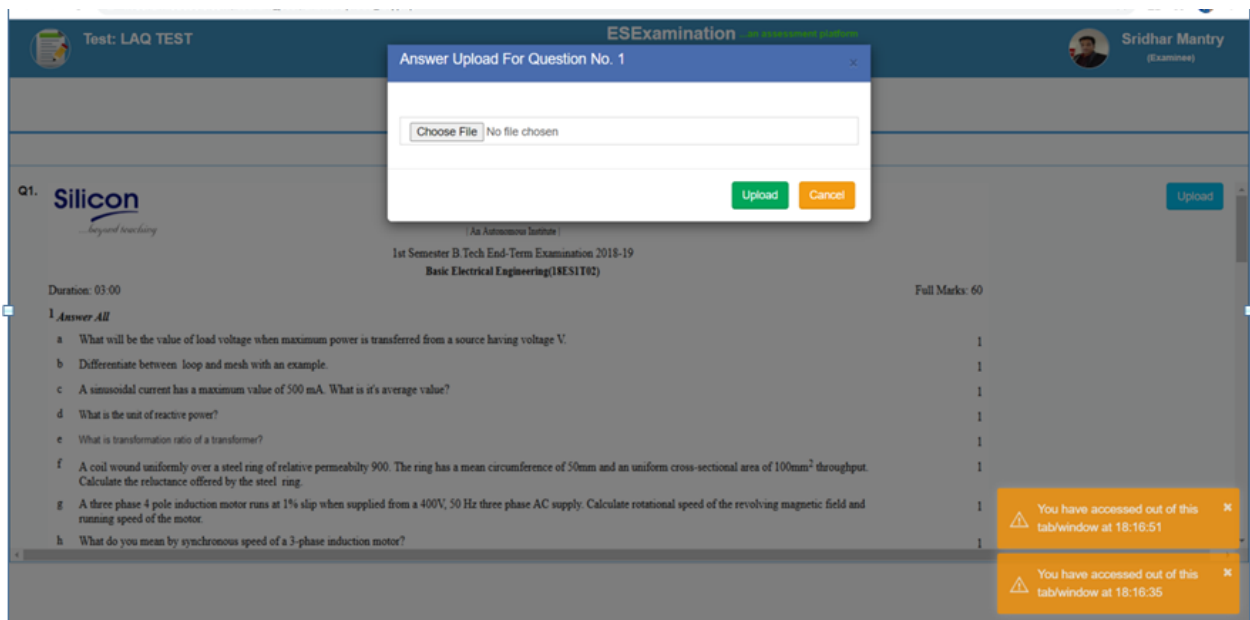 Test: LAQ TEST
ESExamination ...an assessment platform
Sridhar Mantry
(Examinee)
Answer Upload For Question No. 1
×
Choose File No file chosen
Upload Cancel
Q1.
Silicon
...beyond teaching
Upload
[An Autonomous Institute]
1st Semester B.Tech End-Term Examination 2018-19
Basic Electrical Engineering(18ES1T02)
Duration: 03:00 Full Marks: 60
1 Answer All
a What will be the value of load voltage when maximum power is transferred from a source having voltage V. 1
b Differentiate between loop and mesh with an example. 1
c A sinusoidal current has a maximum value of 500 mA. What is it's average value? 1
d What is the unit of reactive power? 1
e What is transformation ratio of a transformer? 1
f A coil wound uniformly over a steel ring of relative permeabilty 900. The ring has a mean circumference of 50mm and an uniform cross-sectional area of 100mm² throughput. 1
Calculate the reluctance offered by the steel ring.
g A three phase 4 pole induction motor runs at 1% slip when supplied from a 400V, 50 Hz three phase AC supply. Calculate rotational speed of the revolving magnetic field and 1
running speed of the motor.
h What do you mean by synchronous speed of a 3-phase induction motor? 1
You have accessed out of this ×
tab/window at 18:16:51
You have accessed out of this ×
tab/window at 18:16:35